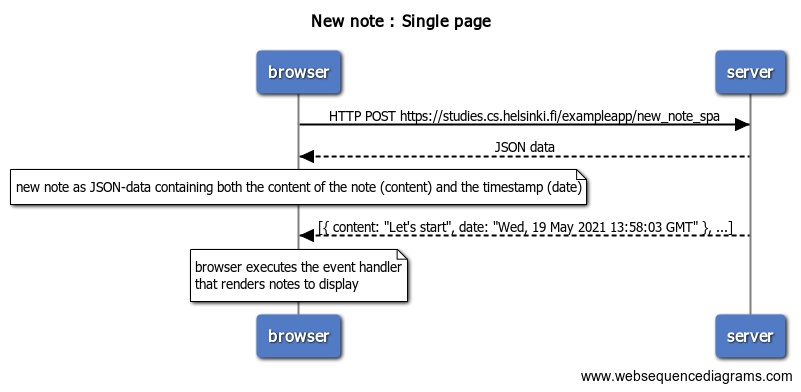 New note : Single page
browser
server
HTTP POST https://studies.cs.helsinki.fi/exampleapp/new_note_spa
JSON data
new note as JSON-data containing both the content of the note (content) and the timestamp (date)
[{ content: "Let's start", date: "Wed, 19 May 2021 13:58:03 GMT" }, ...]
browser executes the event handler
that renders notes to display
browser
server
www.websequencediagrams.com